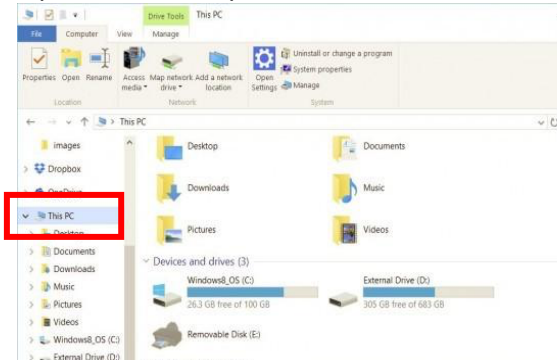 Drive Tools This PC
File Computer View Manage
Properties Open Rename Access media Map network drive Add a network location Open Settings Uninstall or change a program
System properties
Manage
Location Network System
This PC
images
Dropbox
OneDrive
This PC
Desktop
Documents
Downloads
Music
Pictures
Videos
Windows8_OS (C:)
External Drive (D:)
Desktop
Documents
Downloads
Music
Pictures
Videos
Devices and drives (3)
Windows8_OS (C:)
26.3 GB free of 100 GB
External Drive (D:)
305 GB free of 683 GB
Removable Disk (E:)